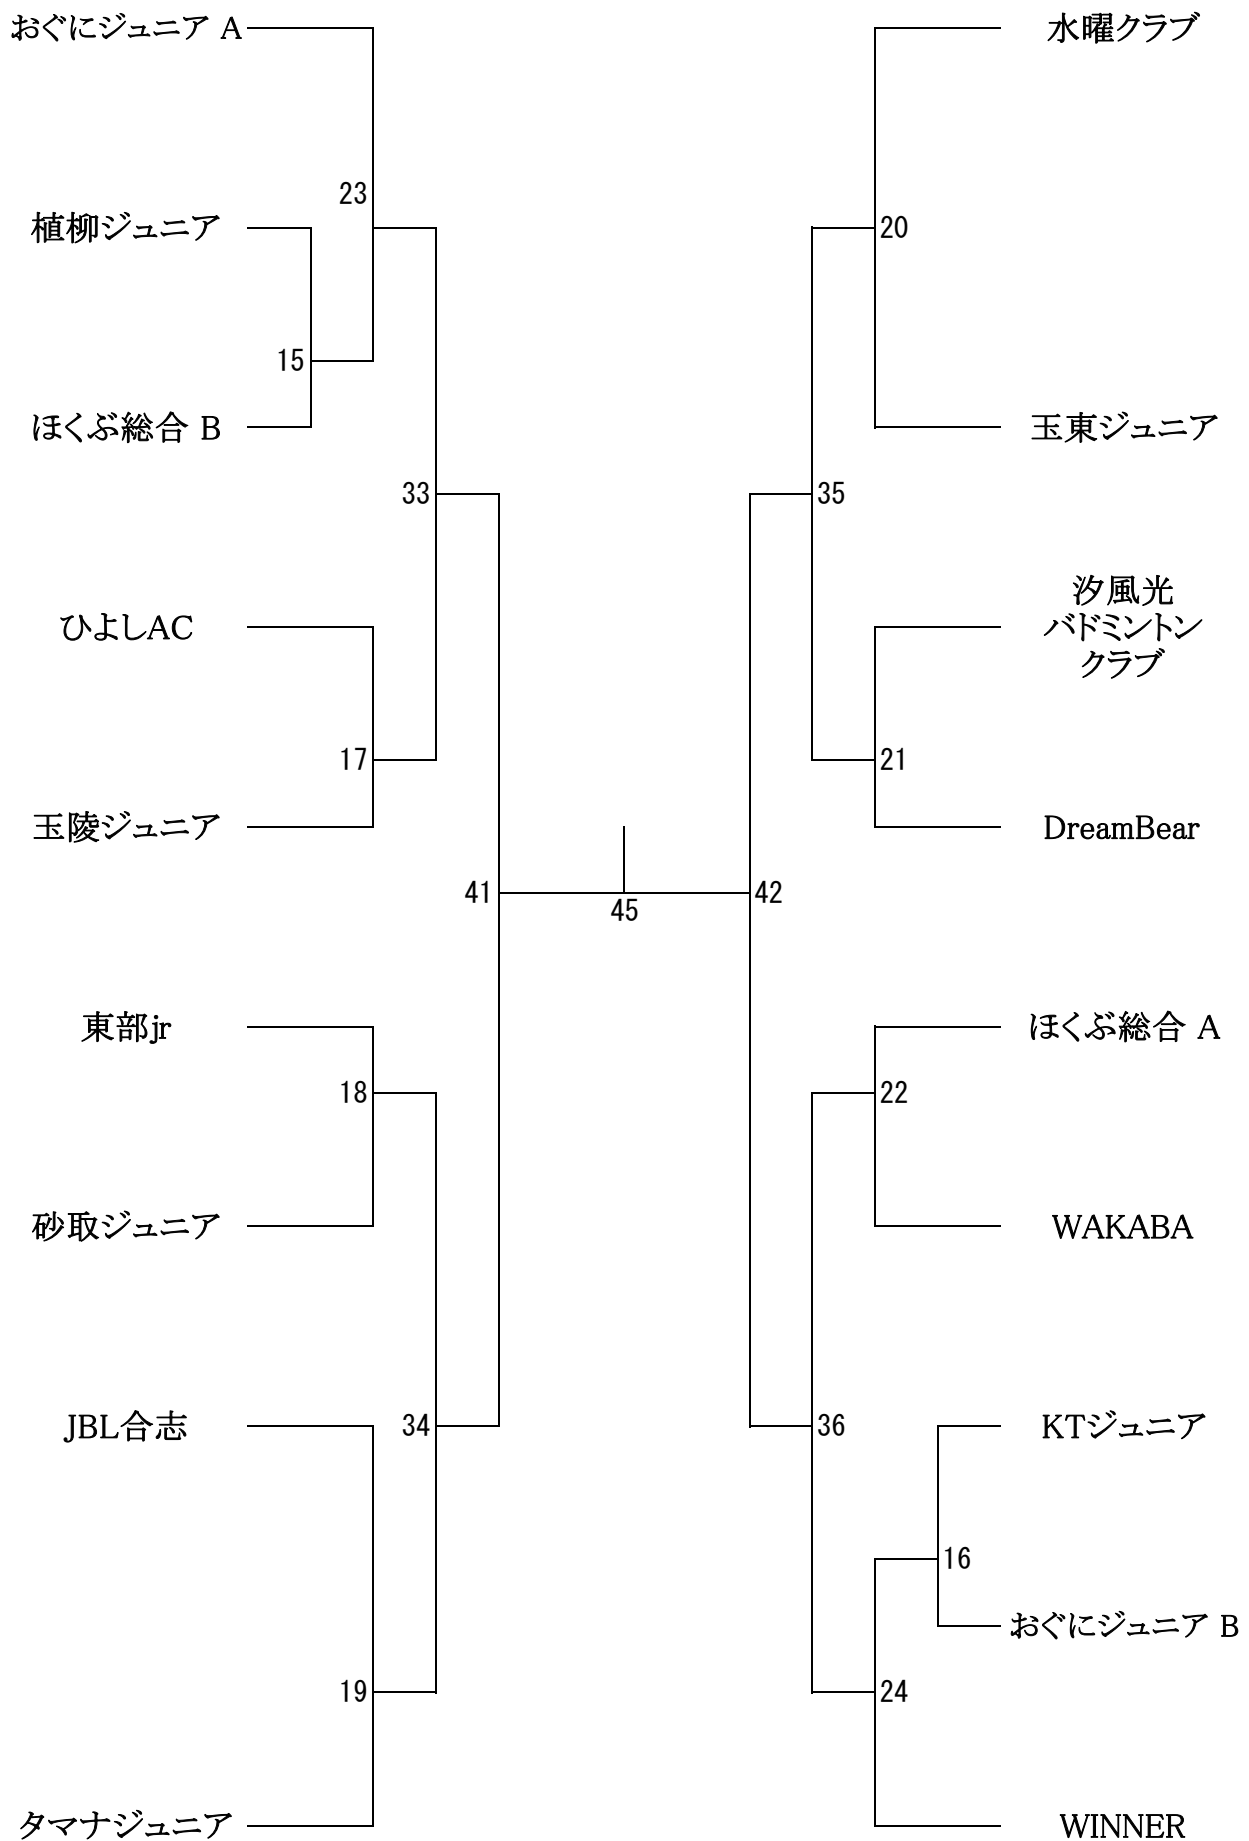 おぐにジュニア A
水曜クラブ
23
植柳ジュニア
20
15
ほくぶ総合 B
玉東ジュニア
33
35
汐風光
バドミントン
クラブ
ひよしAC
17
21
玉陵ジュニア
DreamBear
41
42
45
東部jr
ほくぶ総合 A
18
22
砂取ジュニア
WAKABA
JBL合志
34
36
KTジュニア
16
おぐにジュニア B
19
24
タマナジュニア
WINNER